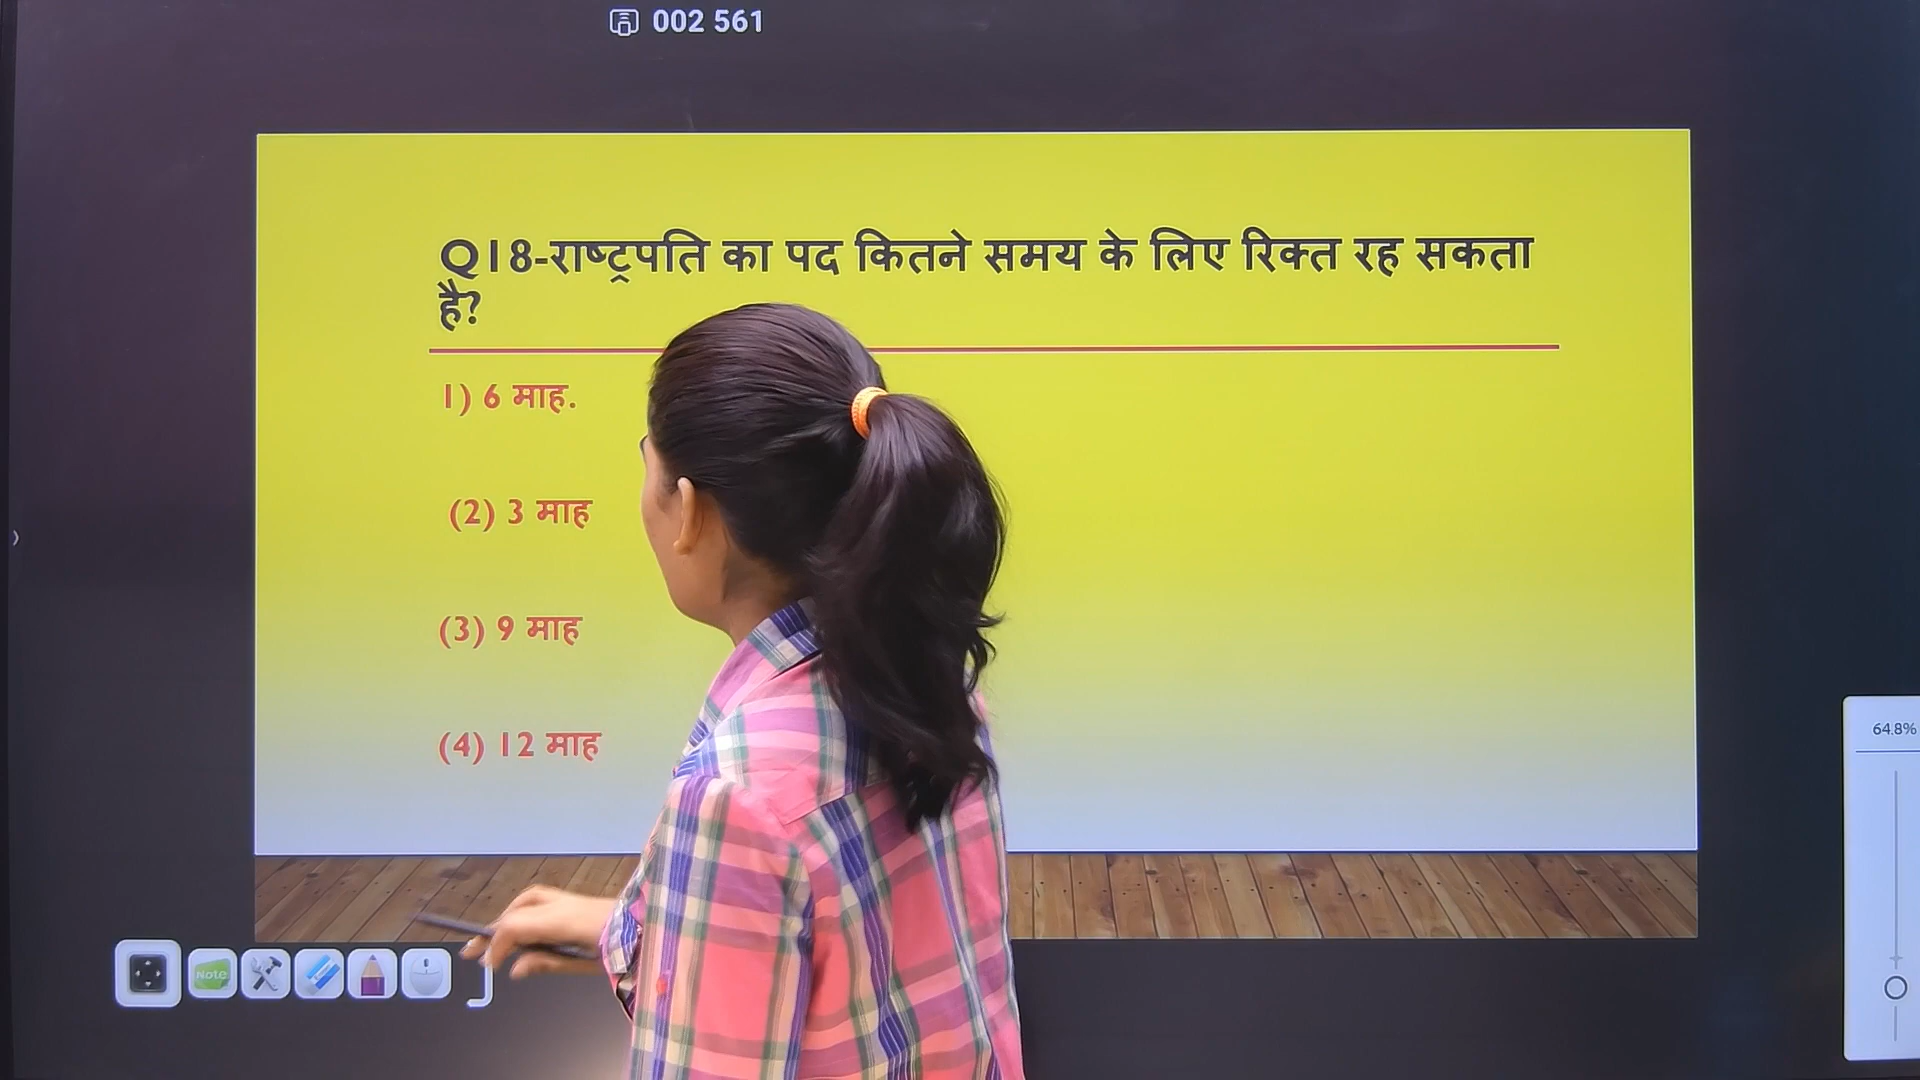 002 561
Q18-राष्ट्रपति का पद कितने समय के लिए रिक्त रह सकता
है?
1) 6 माह.
(2) 3 माह
(3) 9 माह
(4) 12 माह
64.8%
Note